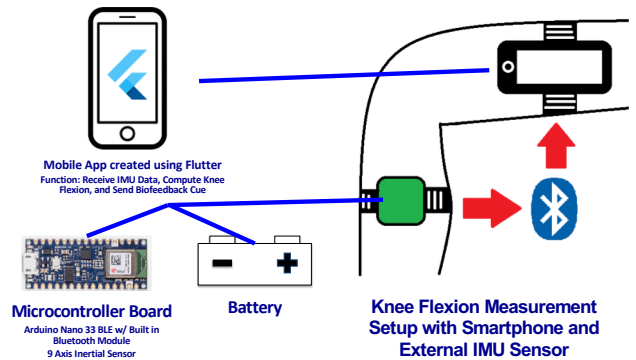 Mobile App created using Flutter
Function: Receive IMU Data, Compute Knee
Flexion, and Send Biofeedback Cue
Microcontroller Board
Arduino Nano 33 BLE w/ Built in
Bluetooth Module
9 Axis Inertial Sensor
Battery
Knee Flexion Measurement
Setup with Smartphone and
External IMU Sensor